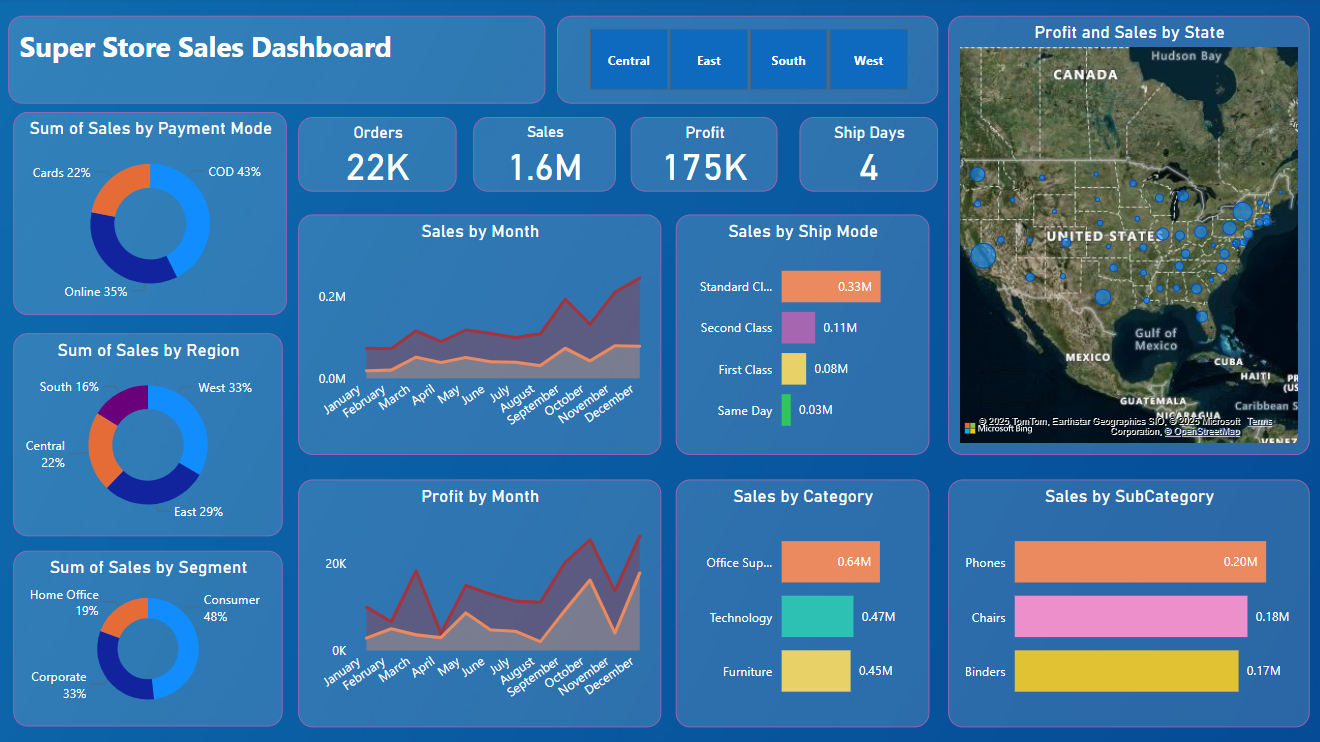 Super Store Sales Dashboard
Central
East
South
West
Profit and Sales by State
Hudson Bay
CANADA
UNITED STATES
Gulf of
Mexico
MEXICO
CUBA
HAITI
PR
(US
GUATEMALA
NICARAGUA
Caribbean S
VENEZ
Microsoft Bing
© 2025 TomTom, Earthstar Geographics SIO, © 2025 Microsoft Terms
Corporation, © OpenStreetMap
Sum of Sales by Payment Mode
Cards 22%
COD 43%
Online 35%
Orders
22K
Sales
1.6M
Profit
175K
Ship Days
4
Sales by Month
0.2M
0.0M
January
February
March
April
May
June
July
August
September
October
November
December
Sales by Ship Mode
Standard Cl... 0.33M
Second Class 0.11M
First Class 0.08M
Same Day 0.03M
Sum of Sales by Region
South 16%
West 33%
Central
22%
East 29%
Sum of Sales by Segment
Home Office
19%
Consumer
48%
Corporate
33%
Profit by Month
20K
0K
January
February
March
April
May
June
July
August
September
October
November
December
Sales by Category
Office Sup... 0.64M
Technology 0.47M
Furniture 0.45M
Sales by SubCategory
Phones 0.20M
Chairs 0.18M
Binders 0.17M